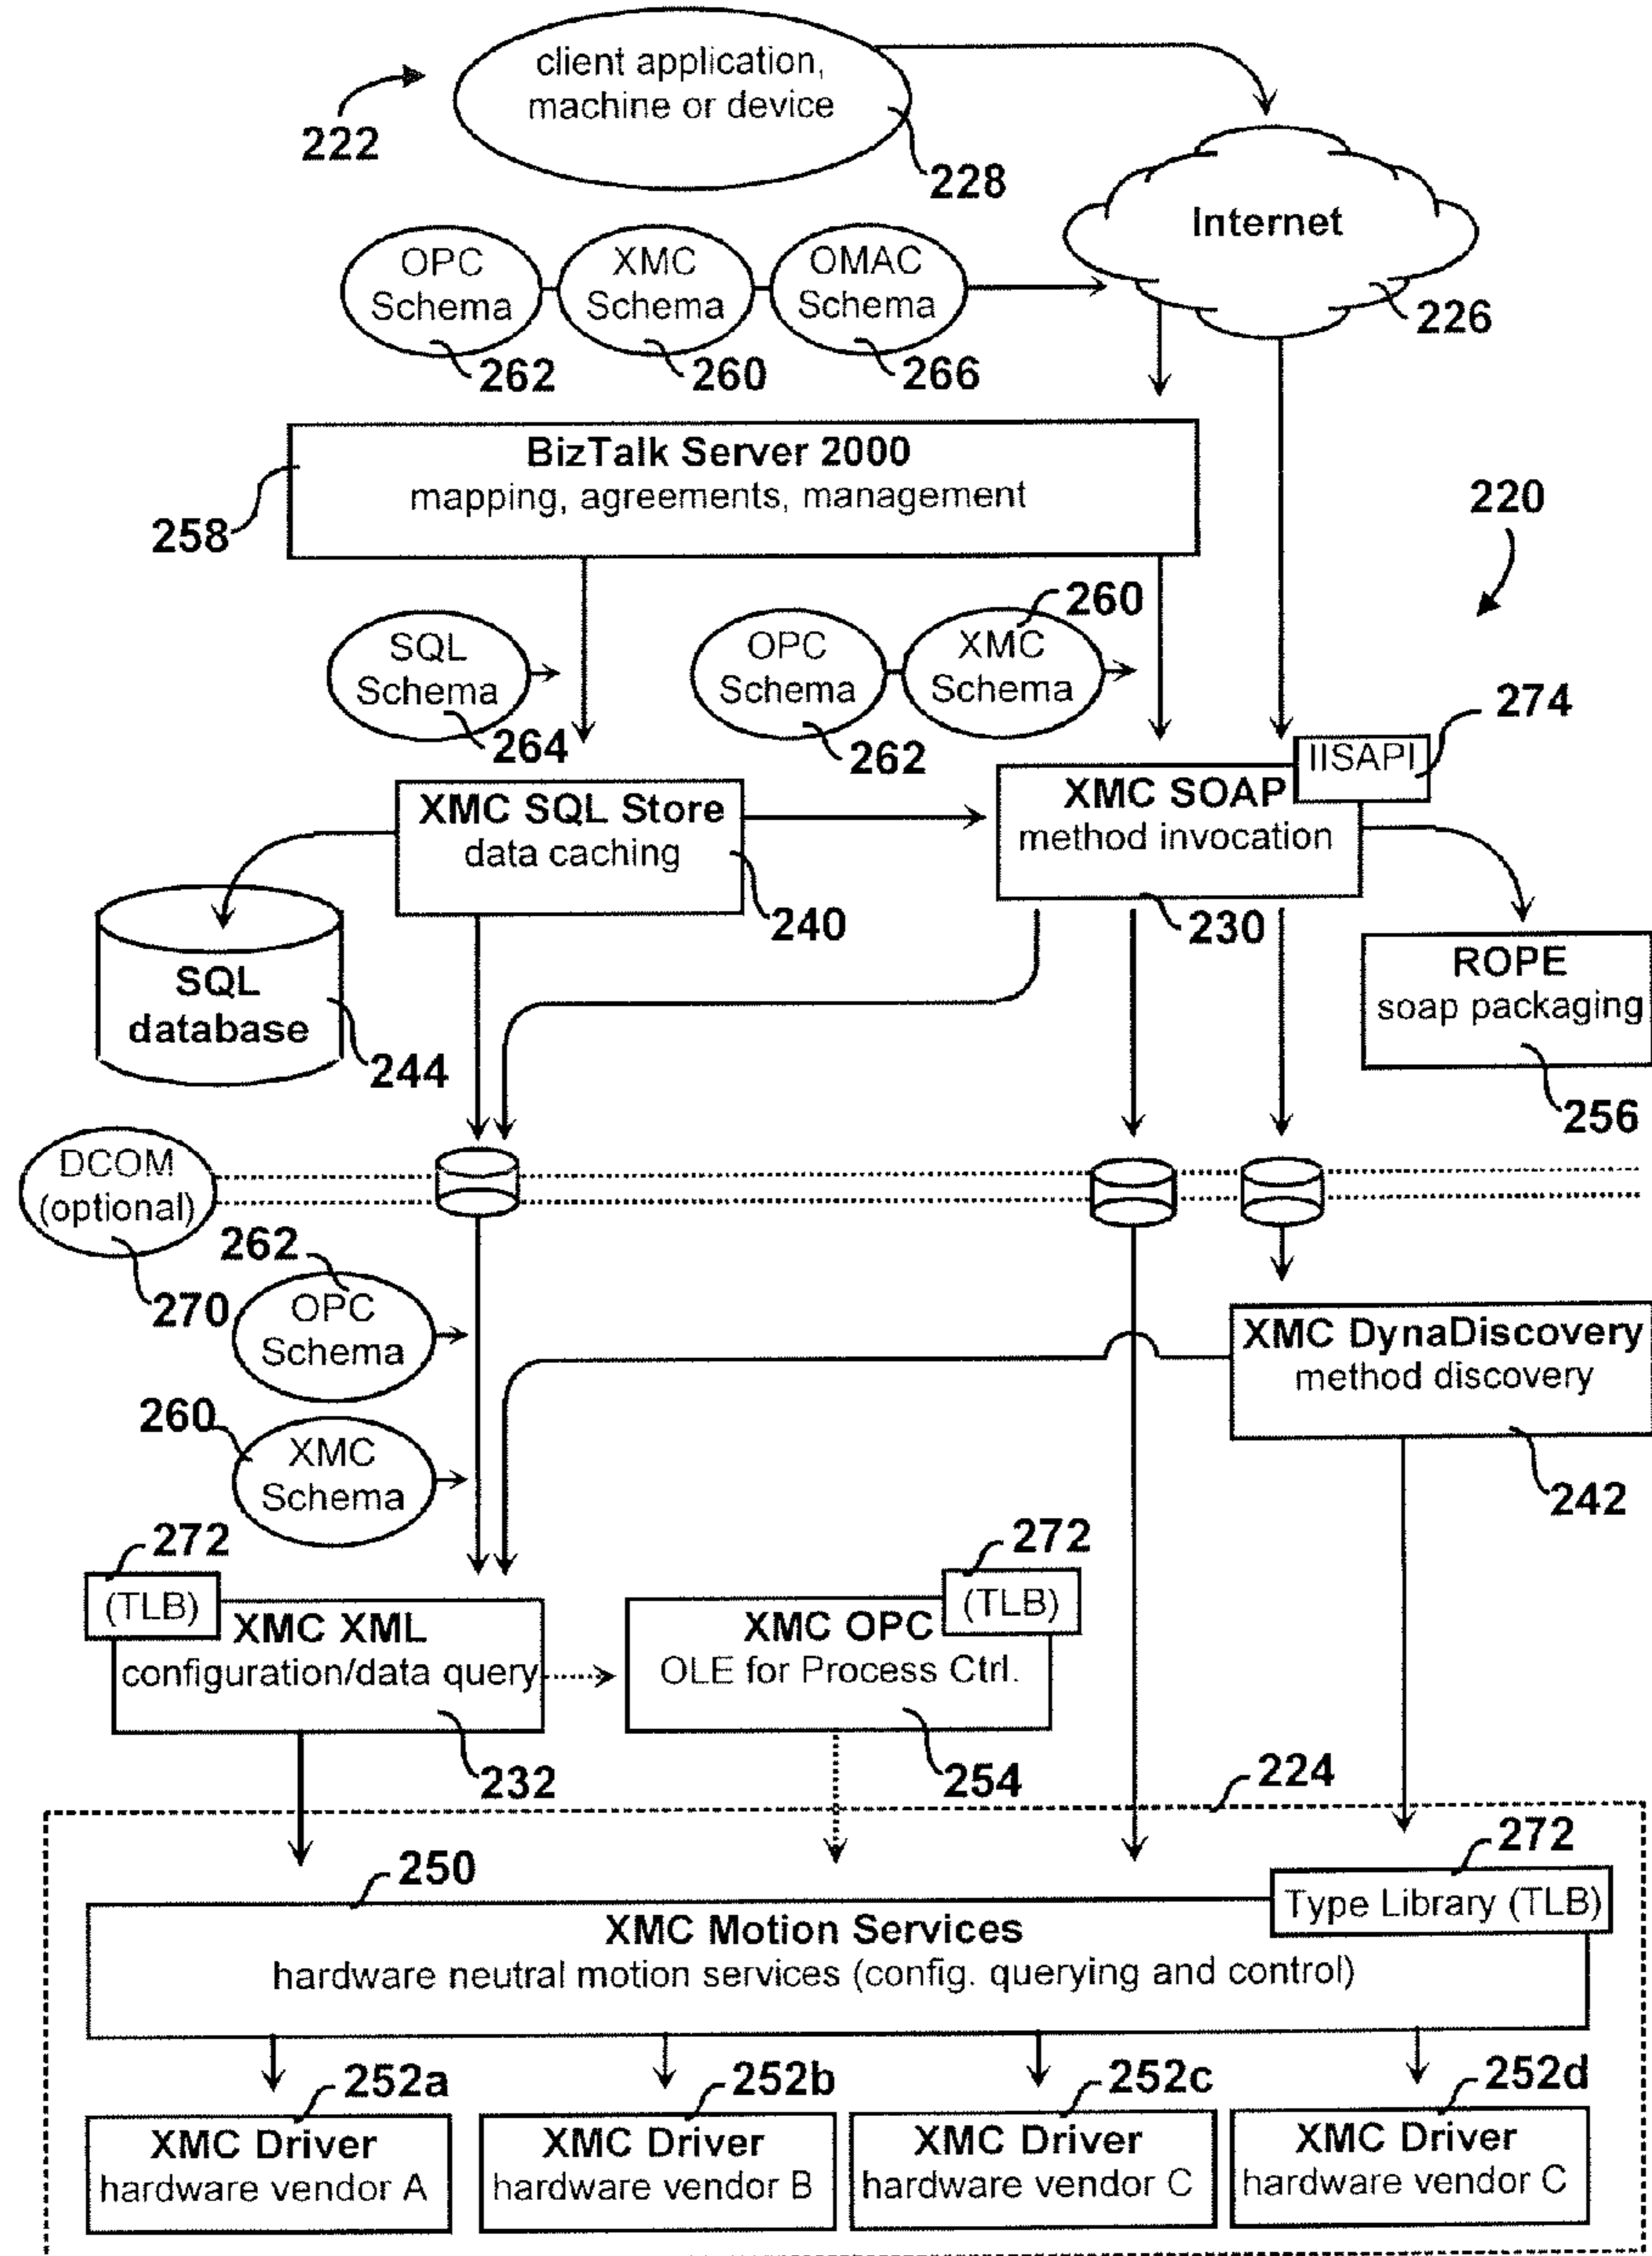 client application,
machine or device
222
228
Internet
226
OPC
Schema
262
XMC
Schema
260
OMAC
Schema
266
BizTalk Server 2000
mapping, agreements, management
258
220
SQL
Schema
264
OPC
Schema
262
XMC
Schema
260
274
IISAPI
XMC SQL Store
data caching
240
XMC SOAP
method invocation
230
SQL
database
244
ROPE
soap packaging
256
DCOM
(optional)
270
262
OPC
Schema
260
XMC
Schema
XMC DynaDiscovery
method discovery
242
272
(TLB)
XMC XML
configuration/data query
232
272
(TLB)
XMC OPC
OLE for Process Ctrl.
254
224
272
Type Library (TLB)
250
XMC Motion Services
hardware neutral motion services (config. querying and control)
252a
XMC Driver
hardware vendor A
252b
XMC Driver
hardware vendor B
252c
XMC Driver
hardware vendor C
252d
XMC Driver
hardware vendor C